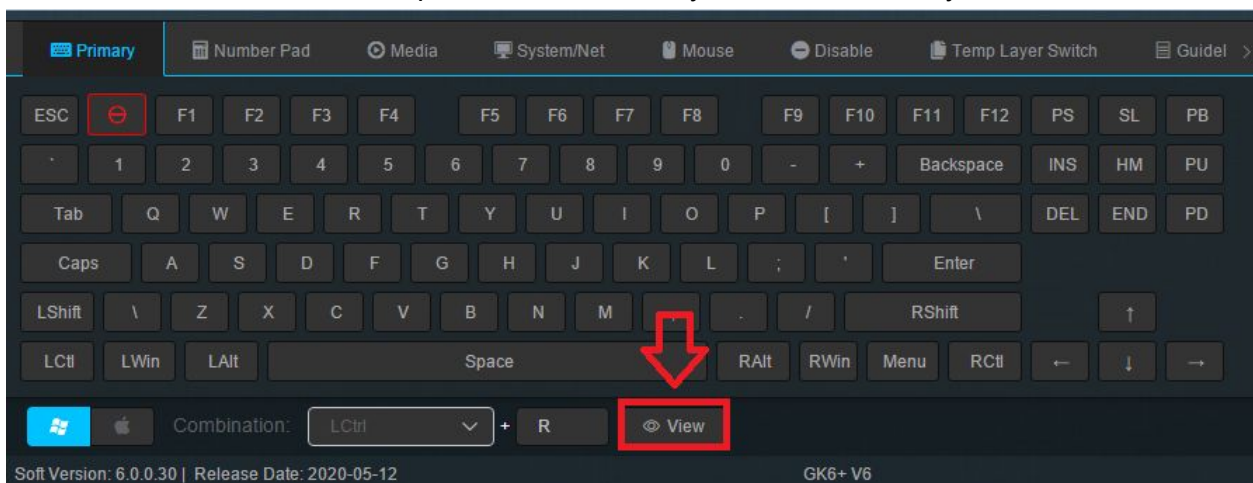 Primary Number Pad Media System/Net Mouse Disable Temp Layer Switch Guidel >
ESC F1 F2 F3 F4 F5 F6 F7 F8 F9 F10 F11 F12 PS SL PB
1 2 3 4 5 6 7 8 9 0 - + Backspace INS HM PU
Tab Q W E R T Y U I O P [ ] \ DEL END PD
Caps A S D F G H J K L ; ' Enter
LShift \ Z X C V B N M . / RShift ↑
LCtl LWin LAlt Space RAlt RWin Menu RCtl ← ↓ →
Combination: LCtrl + R View
Soft Version: 6.0.0.30 | Release Date: 2020-05-12 GK6+ V6